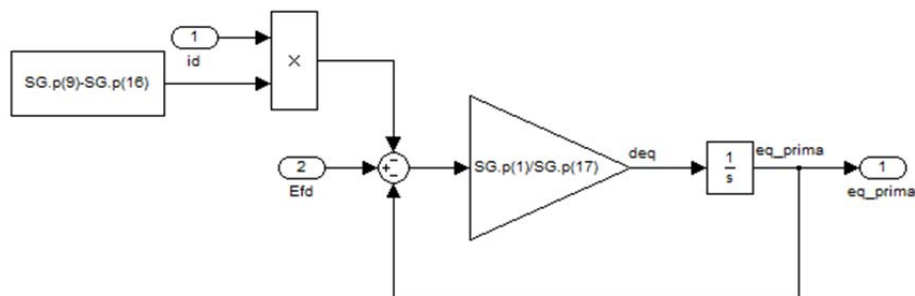 1
id
SG.p(9)-SG.p(16)
×
2
Efd
+
−
−
SG.p(1)/SG.p(17)
deq
1
s
eq_prima
1
eq_prima